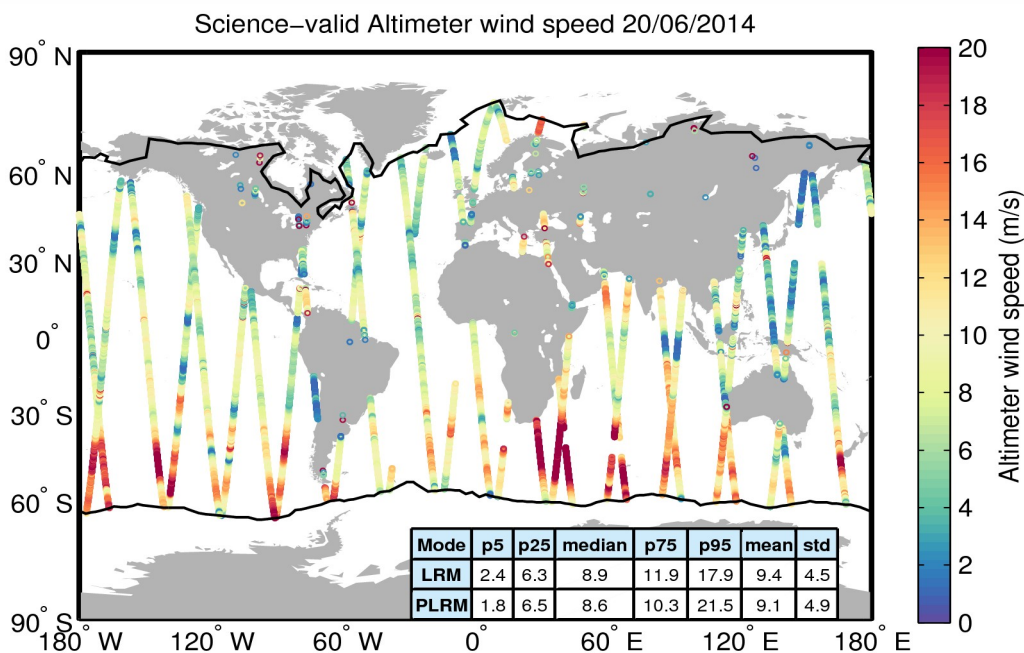 Science−valid Altimeter wind speed 20/06/2014
90° N
60° N
30° N
0°
30° S
60° S
90° S
180° W
120° W
60° W
0°
60° E
120° E
180° E
Mode p5 p25 median p75 p95 mean std
LRM 2.4 6.3 8.9 11.9 17.9 9.4 4.5
PLRM 1.8 6.5 8.6 10.3 21.5 9.1 4.9
20
18
16
14
12
10
8
6
4
2
0
Altimeter wind speed (m/s)